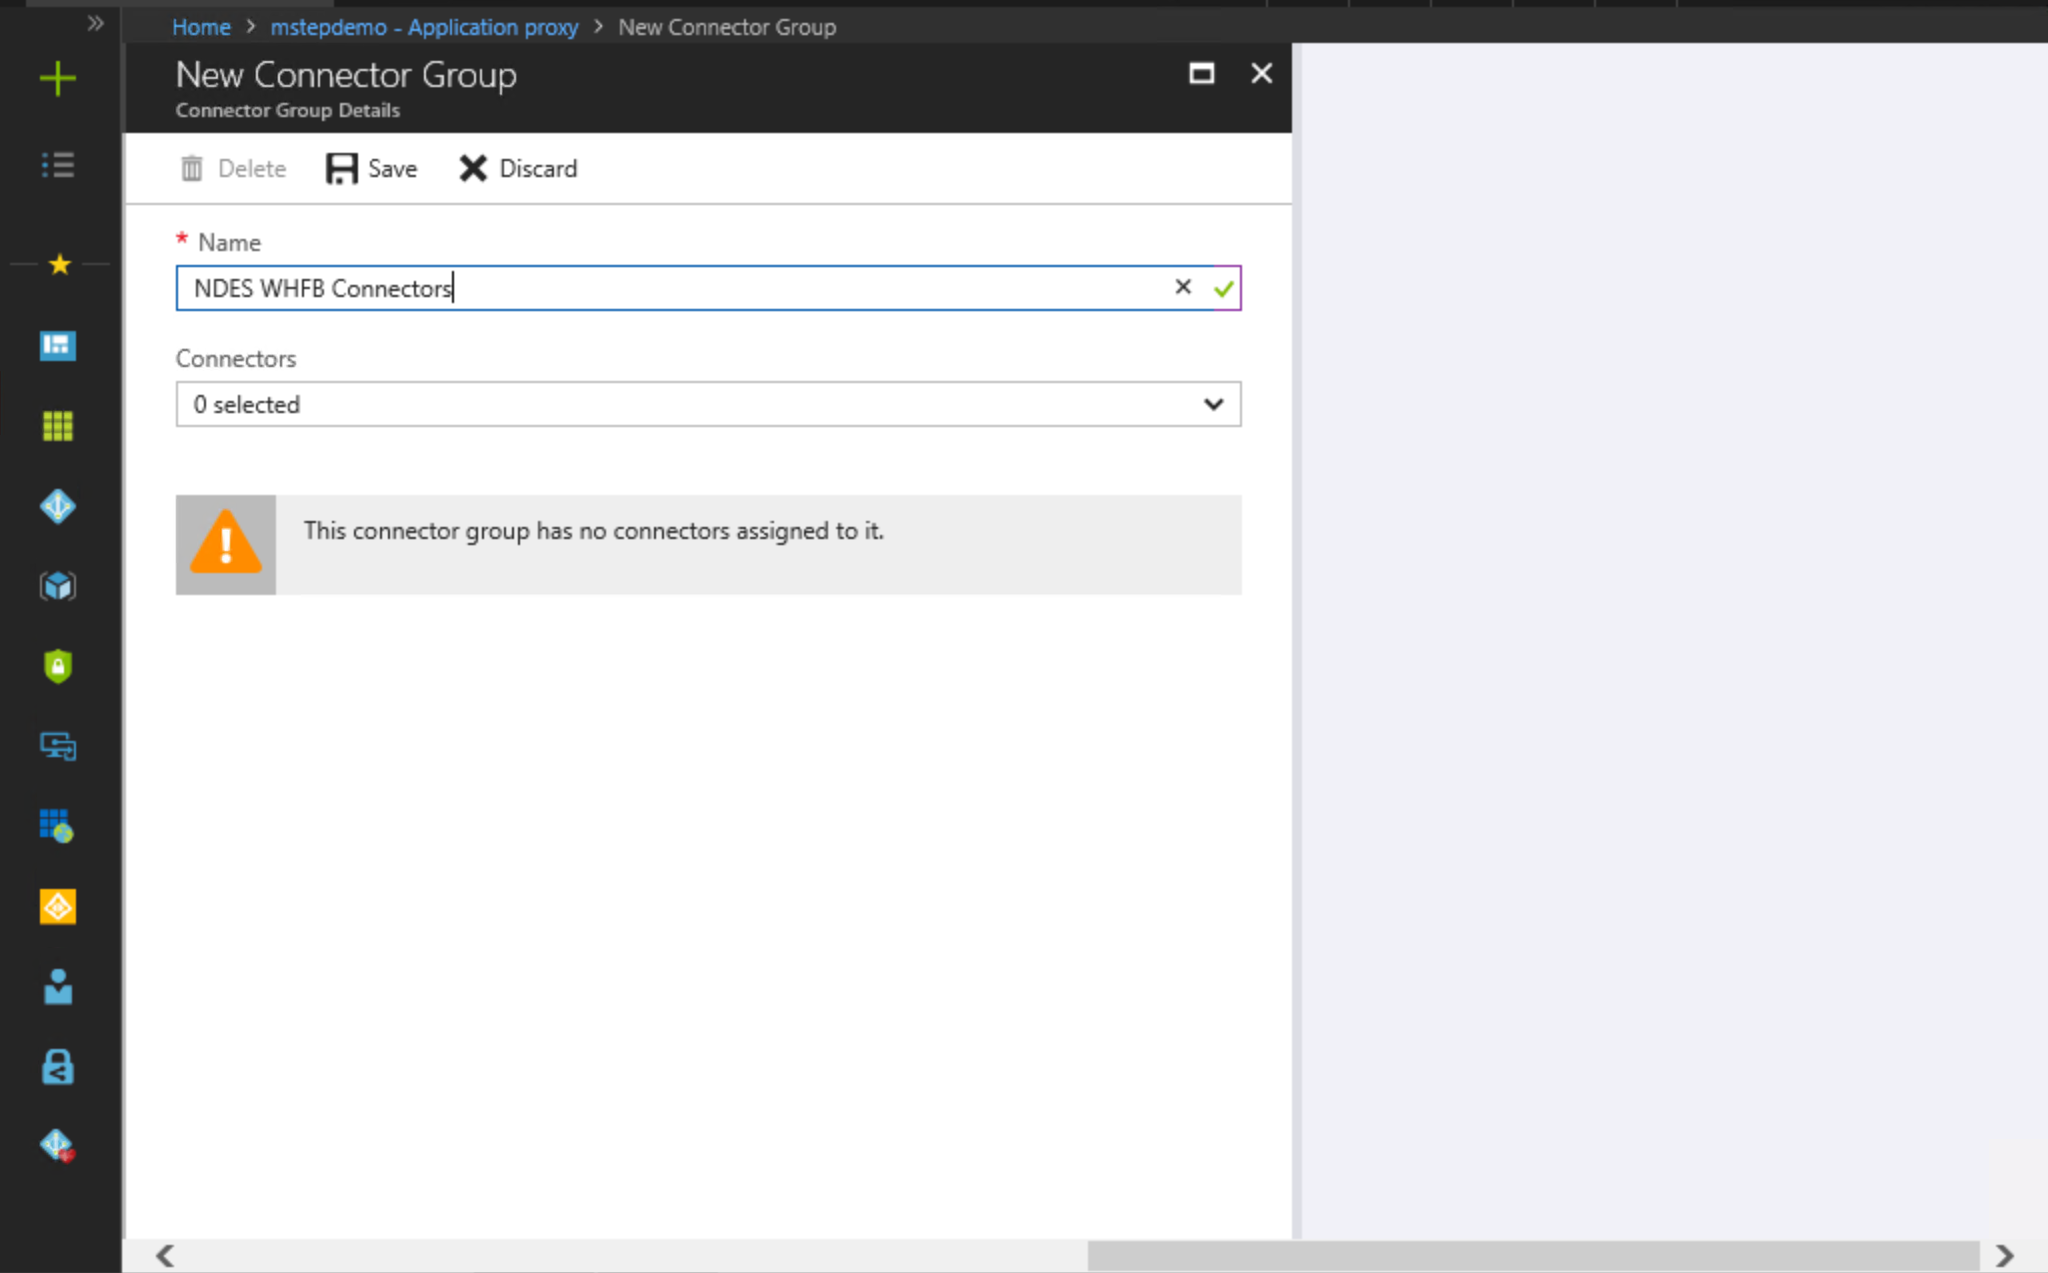 Home > mstepdemo - Application proxy > New Connector Group
New Connector Group
Connector Group Details
Delete Save Discard
* Name
NDES WHFB Connectors
Connectors
0 selected
This connector group has no connectors assigned to it.